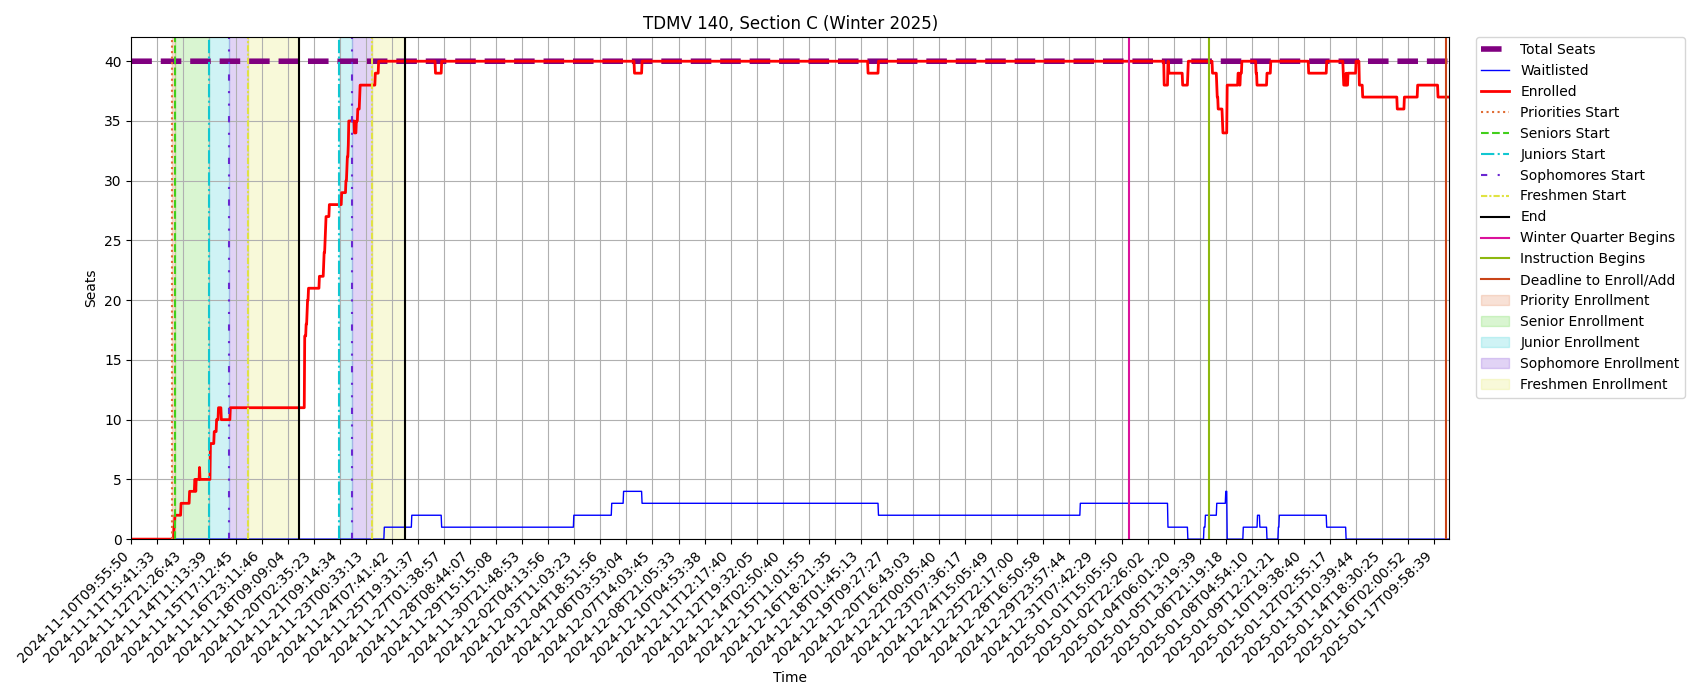 TDMV 140, Section C (Winter 2025)
Seats
40
35
30
25
20
15
10
5
0
2024-11-10T09:55:50
2024-11-11T15:41:33
2024-11-12T21:26:43
2024-11-14T11:13:39
2024-11-15T17:12:45
2024-11-16T23:11:46
2024-11-18T09:09:04
2024-11-20T02:35:23
2024-11-21T09:14:34
2024-11-23T00:33:13
2024-11-24T07:41:42
2024-11-25T19:31:37
2024-11-27T01:38:57
2024-11-28T08:44:07
2024-11-29T15:15:08
2024-11-30T21:48:53
2024-12-02T04:13:56
2024-12-03T11:03:23
2024-12-04T18:51:56
2024-12-06T03:53:04
2024-12-07T14:03:45
2024-12-08T21:05:33
2024-12-10T04:53:38
2024-12-11T12:17:40
2024-12-12T19:32:05
2024-12-14T02:50:40
2024-12-15T11:01:55
2024-12-16T18:21:35
2024-12-18T01:45:13
2024-12-19T09:27:27
2024-12-20T16:43:03
2024-12-22T00:05:40
2024-12-23T07:36:17
2024-12-24T15:05:49
2024-12-25T22:17:00
2024-12-28T16:50:58
2024-12-29T23:57:44
2024-12-31T07:42:29
2025-01-01T15:05:50
2025-01-02T22:26:02
2025-01-04T06:01:20
2025-01-05T13:19:39
2025-01-06T21:19:18
2025-01-08T04:54:10
2025-01-09T12:21:21
2025-01-10T19:38:40
2025-01-12T02:55:17
2025-01-13T10:39:44
2025-01-14T18:30:25
2025-01-16T02:00:52
2025-01-17T09:58:39
Time
Total Seats
Waitlisted
Enrolled
Priorities Start
Seniors Start
Juniors Start
Sophomores Start
Freshmen Start
End
Winter Quarter Begins
Instruction Begins
Deadline to Enroll/Add
Priority Enrollment
Senior Enrollment
Junior Enrollment
Sophomore Enrollment
Freshmen Enrollment